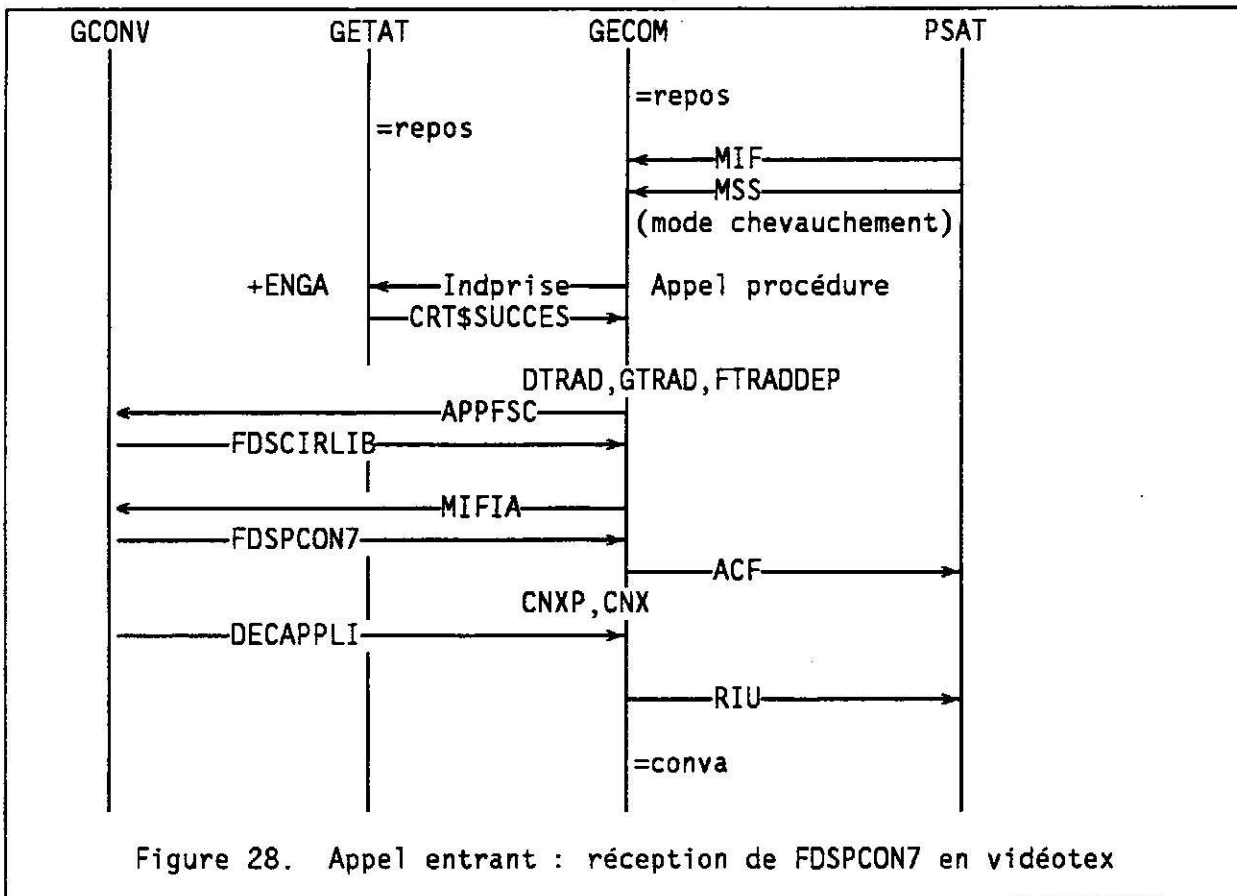 GCONV GETAT GECOM PSAT
=repos
=repos
MIF
MSS
(mode chevauchement)
+ENGA Indprise Appel procédure
CRT$SUCCES
DTRAD,GTRAD,FTRADDEP
APPFSC
FDSCIRLIB
MIFIA
FDSPCON7
ACF
CNXP,CNX
DECAPPLI
RIU
=conva
Figure 28. Appel entrant : réception de FDSPCON7 en vidéotex